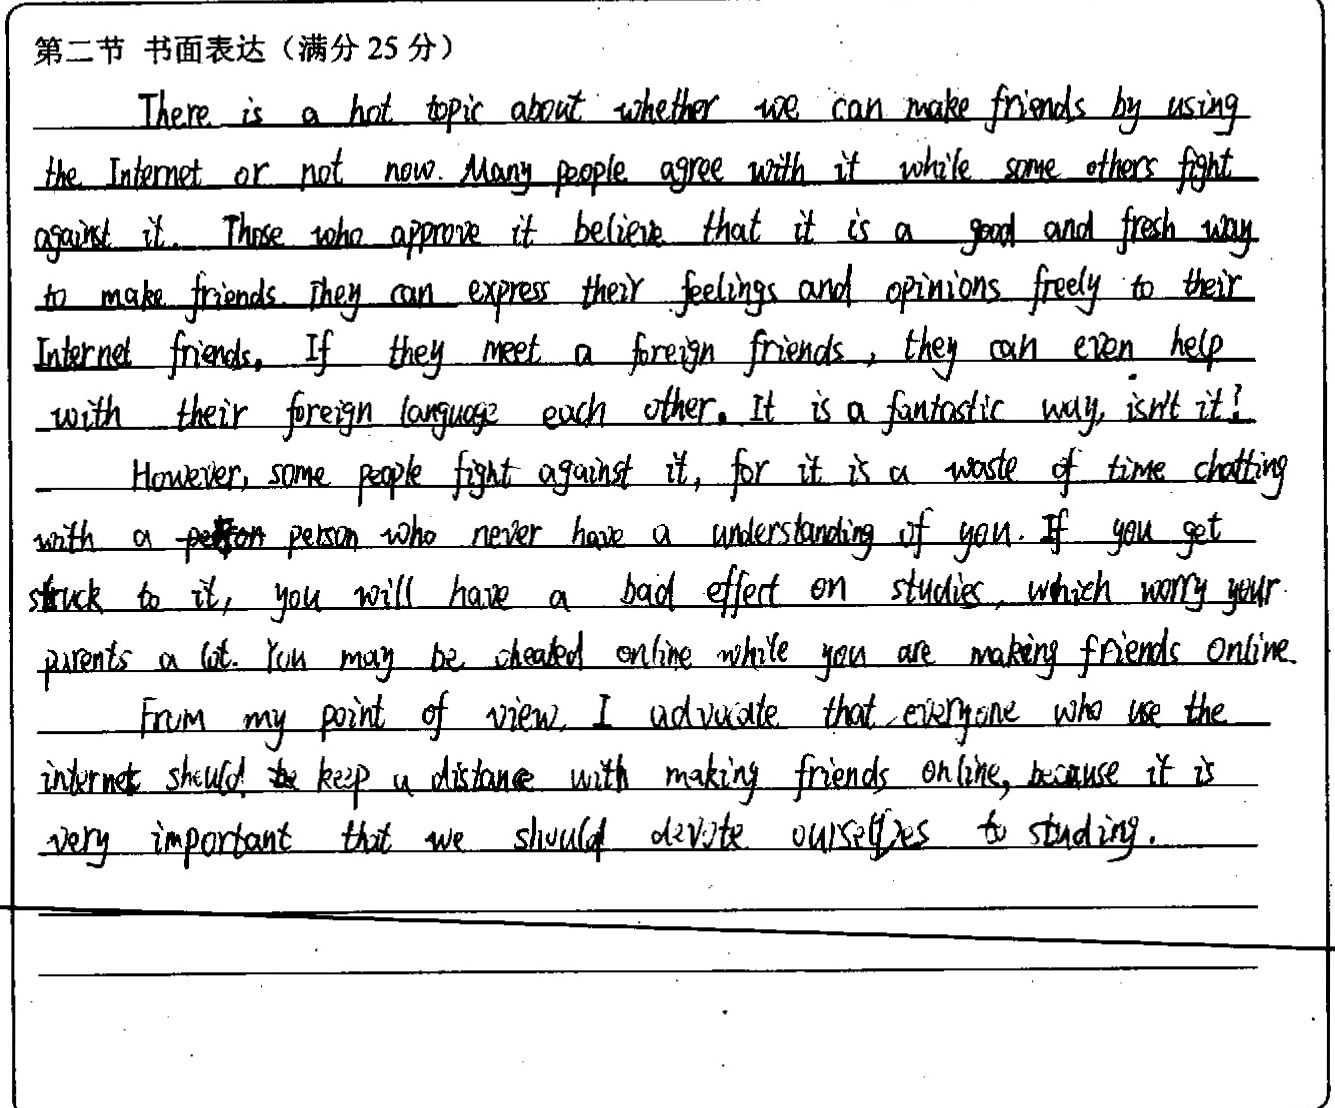 第二节 书面表达（满分 25 分）
There is a hot topic about whether we can make friends by using
the Internet or not now. Many people agree with it while some others fight
against it. Those who approve it believe that it is a good and fresh way
to make friends. They can express their feelings and opinions freely to their
Internet friends. If they meet a foreign friends, they can even help
with their foreign language each other. It is a fantastic way, isn't it!
However, some people fight against it, for it is a waste of time chatting
with a person person who never have a understanding of you. If you get
struck to it, you will have a bad effect on studies, which worry your
parents a lot. You may be cheated online while you are making friends online.
From my point of view, I advocate that everyone who use the
internet should be keep a distance with making friends online, because it is
very important that we should devote ourselves to studing.